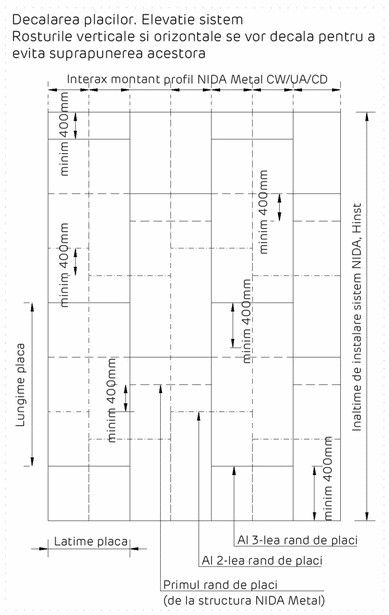 Decalarea placilor. Elevatie sistem
Rosturile verticale si orizontale se vor decala pentru a
evita suprapunerea acestora
Interax montant profil NIDA Metal CW/UA/CD
minim 400mm
minim 400mm
minim 400mm
minim 400mm
minim 400mm
minim 400mm
Inaltime de instalare sistem NIDA, Hinst
Lungime placa
Latime placa
Al 3-lea rand de placi
Al 2-lea rand de placi
Primul rand de placi
(de la structura NIDA Metal)